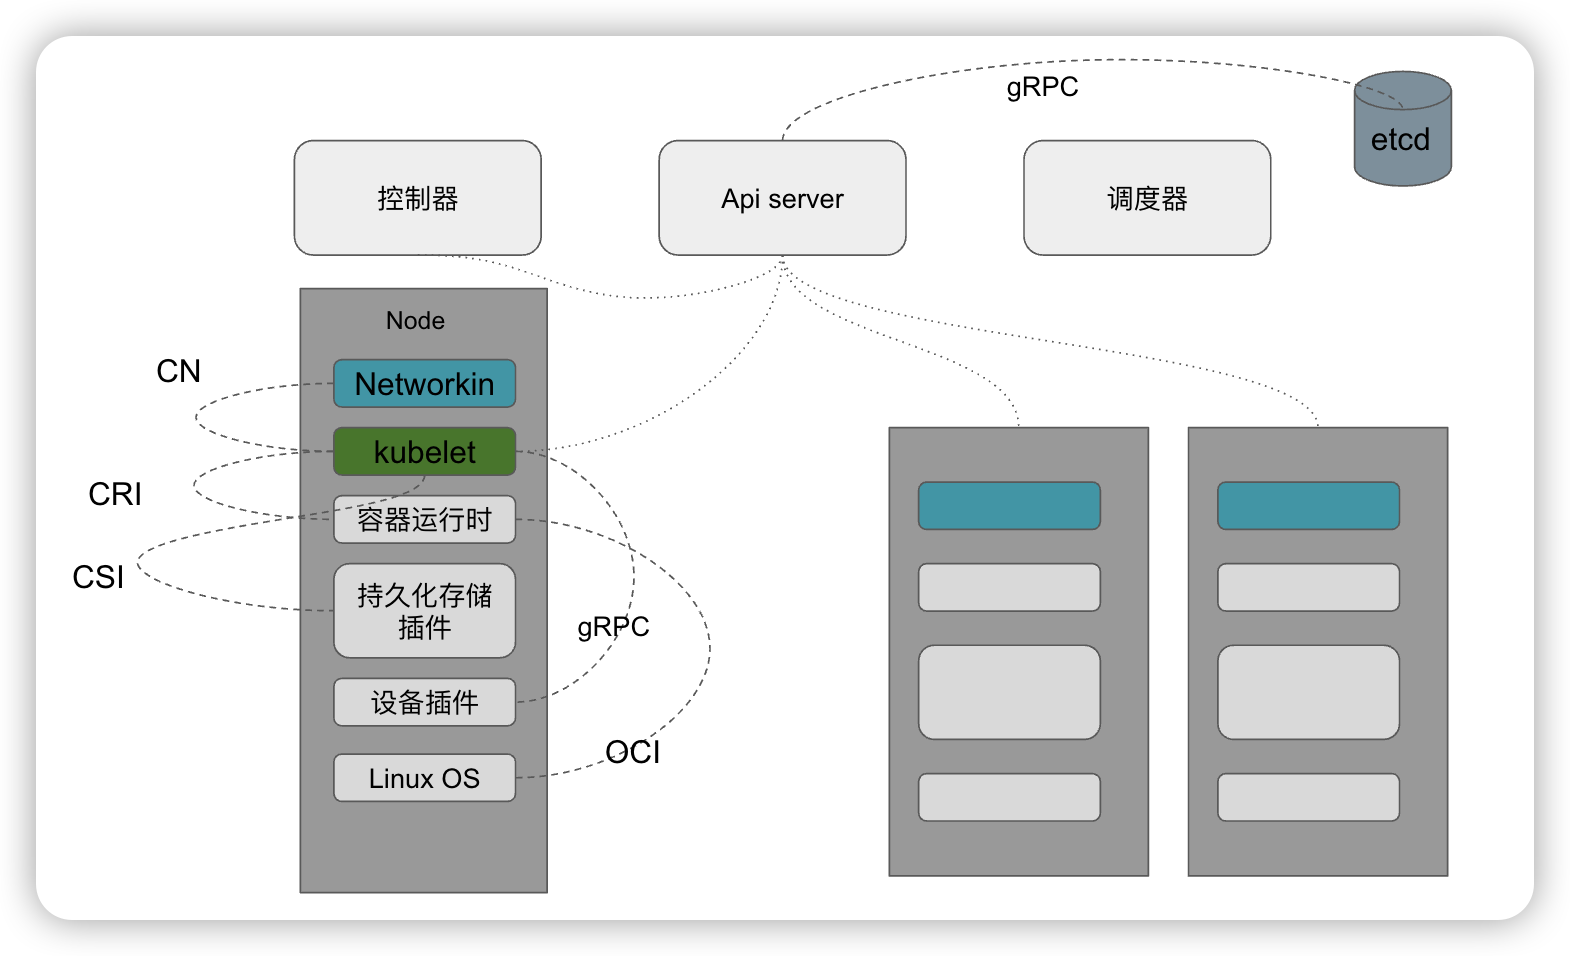 gRPC
etcd
控制器
Api server
调度器
Node
CN
Networkin
kubelet
CRI
容器运行时
CSI
持久化存储
插件
gRPC
设备插件
OCI
Linux OS